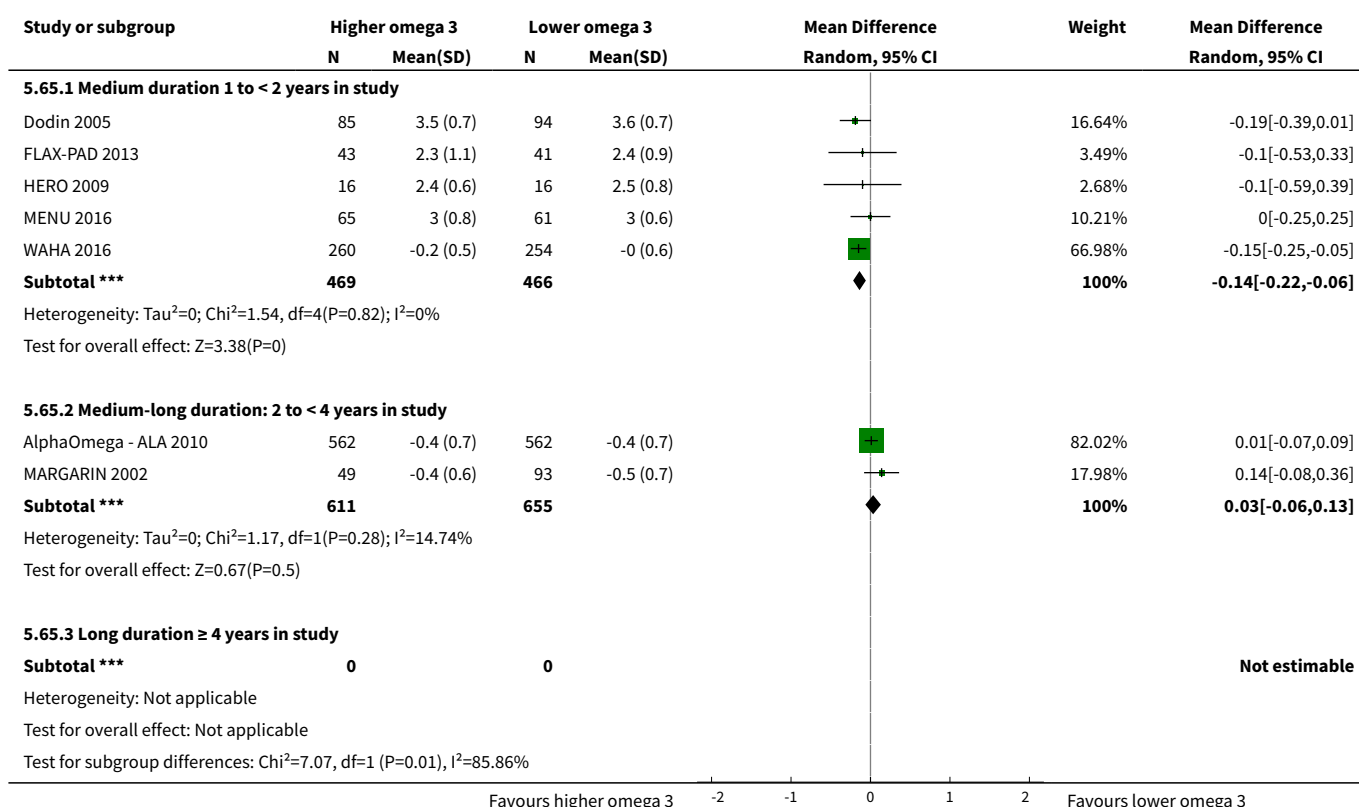 Study or subgroup Higher omega 3 Lower omega 3 Mean Difference Weight Mean Difference
N Mean(SD) N Mean(SD) Random, 95% CI Random, 95% CI
5.65.1 Medium duration 1 to < 2 years in study
Dodin 2005 85 3.5 (0.7) 94 3.6 (0.7) 16.64% -0.19[-0.39,0.01]
FLAX-PAD 2013 43 2.3 (1.1) 41 2.4 (0.9) 3.49% -0.1[-0.53,0.33]
HERO 2009 16 2.4 (0.6) 16 2.5 (0.8) 2.68% -0.1[-0.59,0.39]
MENU 2016 65 3 (0.8) 61 3 (0.6) 10.21% 0[-0.25,0.25]
WAHA 2016 260 -0.2 (0.5) 254 -0 (0.6) 66.98% -0.15[-0.25,-0.05]
Subtotal *** 469 466 100% -0.14[-0.22,-0.06]
Heterogeneity: Tau²=0; Chi²=1.54, df=4(P=0.82); I²=0%
Test for overall effect: Z=3.38(P=0)
5.65.2 Medium-long duration: 2 to < 4 years in study
AlphaOmega - ALA 2010 562 -0.4 (0.7) 562 -0.4 (0.7) 82.02% 0.01[-0.07,0.09]
MARGARIN 2002 49 -0.4 (0.6) 93 -0.5 (0.7) 17.98% 0.14[-0.08,0.36]
Subtotal *** 611 655 100% 0.03[-0.06,0.13]
Heterogeneity: Tau²=0; Chi²=1.17, df=1(P=0.28); I²=14.74%
Test for overall effect: Z=0.67(P=0.5)
5.65.3 Long duration ≥ 4 years in study
Subtotal *** 0 0 Not estimable
Heterogeneity: Not applicable
Test for overall effect: Not applicable
Test for subgroup differences: Chi²=7.07, df=1 (P=0.01), I²=85.86%
Favours higher omega 3 -2 -1 0 1 2 Favours lower omega 3